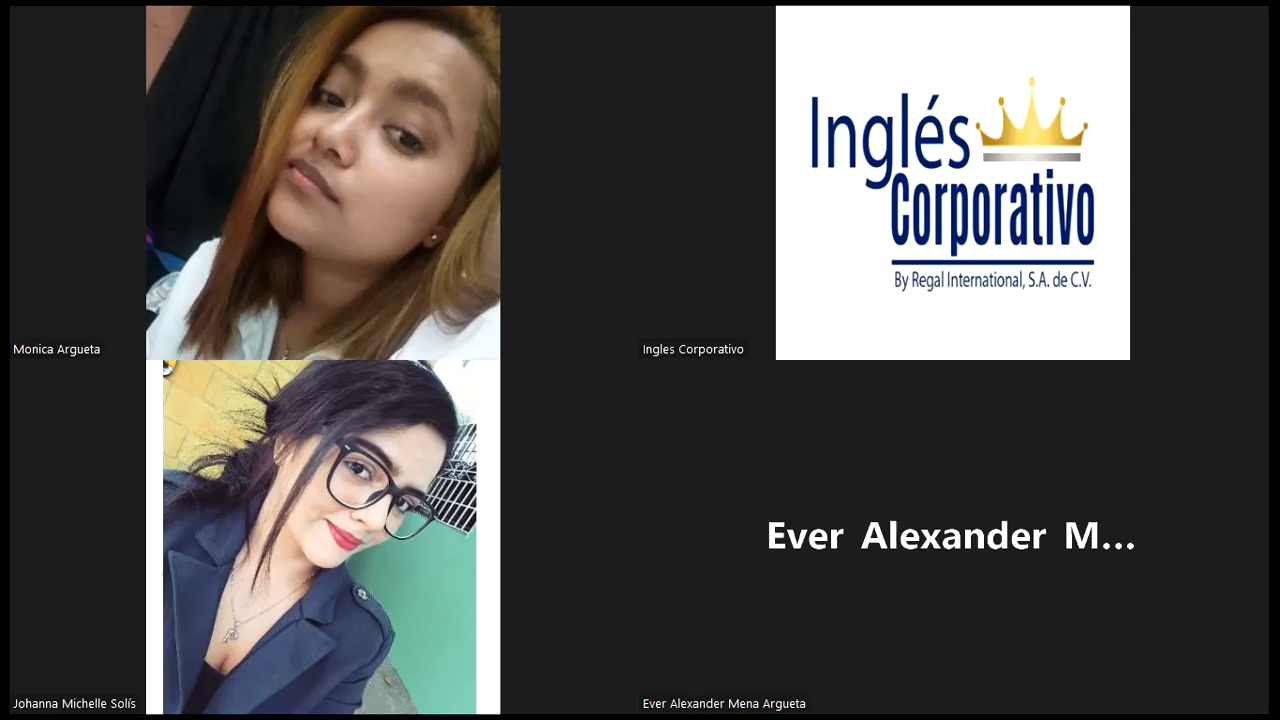 Inglés
Corporativo
By Regal International, S.A. de C.V.
Monica Argueta
Ingles Corporativo
Ever Alexander M...
Johanna Michelle Solís
Ever Alexander Mena Argueta